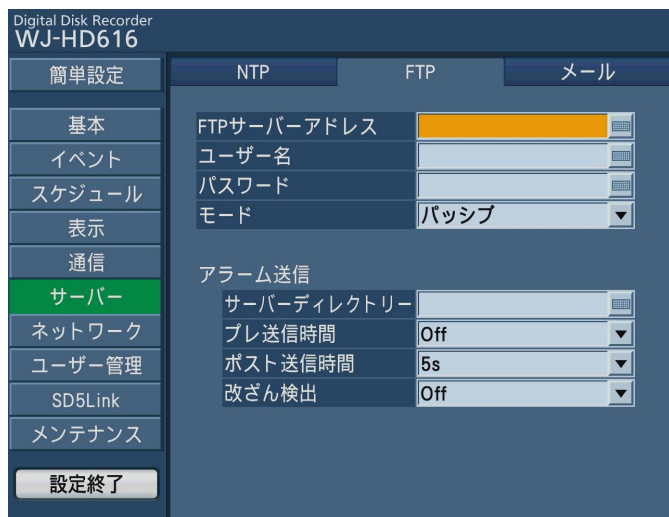 Digital Disk Recorder
WJ-HD616
簡単設定
基本
イベント
スケジュール
表示
通信
サーバー
ネットワーク
ユーザー管理
SD5Link
メンテナンス
設定終了
NTP
FTP
メール
FTPサーバーアドレス
ユーザー名
パスワード
モード パッシブ
アラーム送信
サーバーディレクトリー
プレ送信時間 Off
ポスト送信時間 5s
改ざん検出 Off